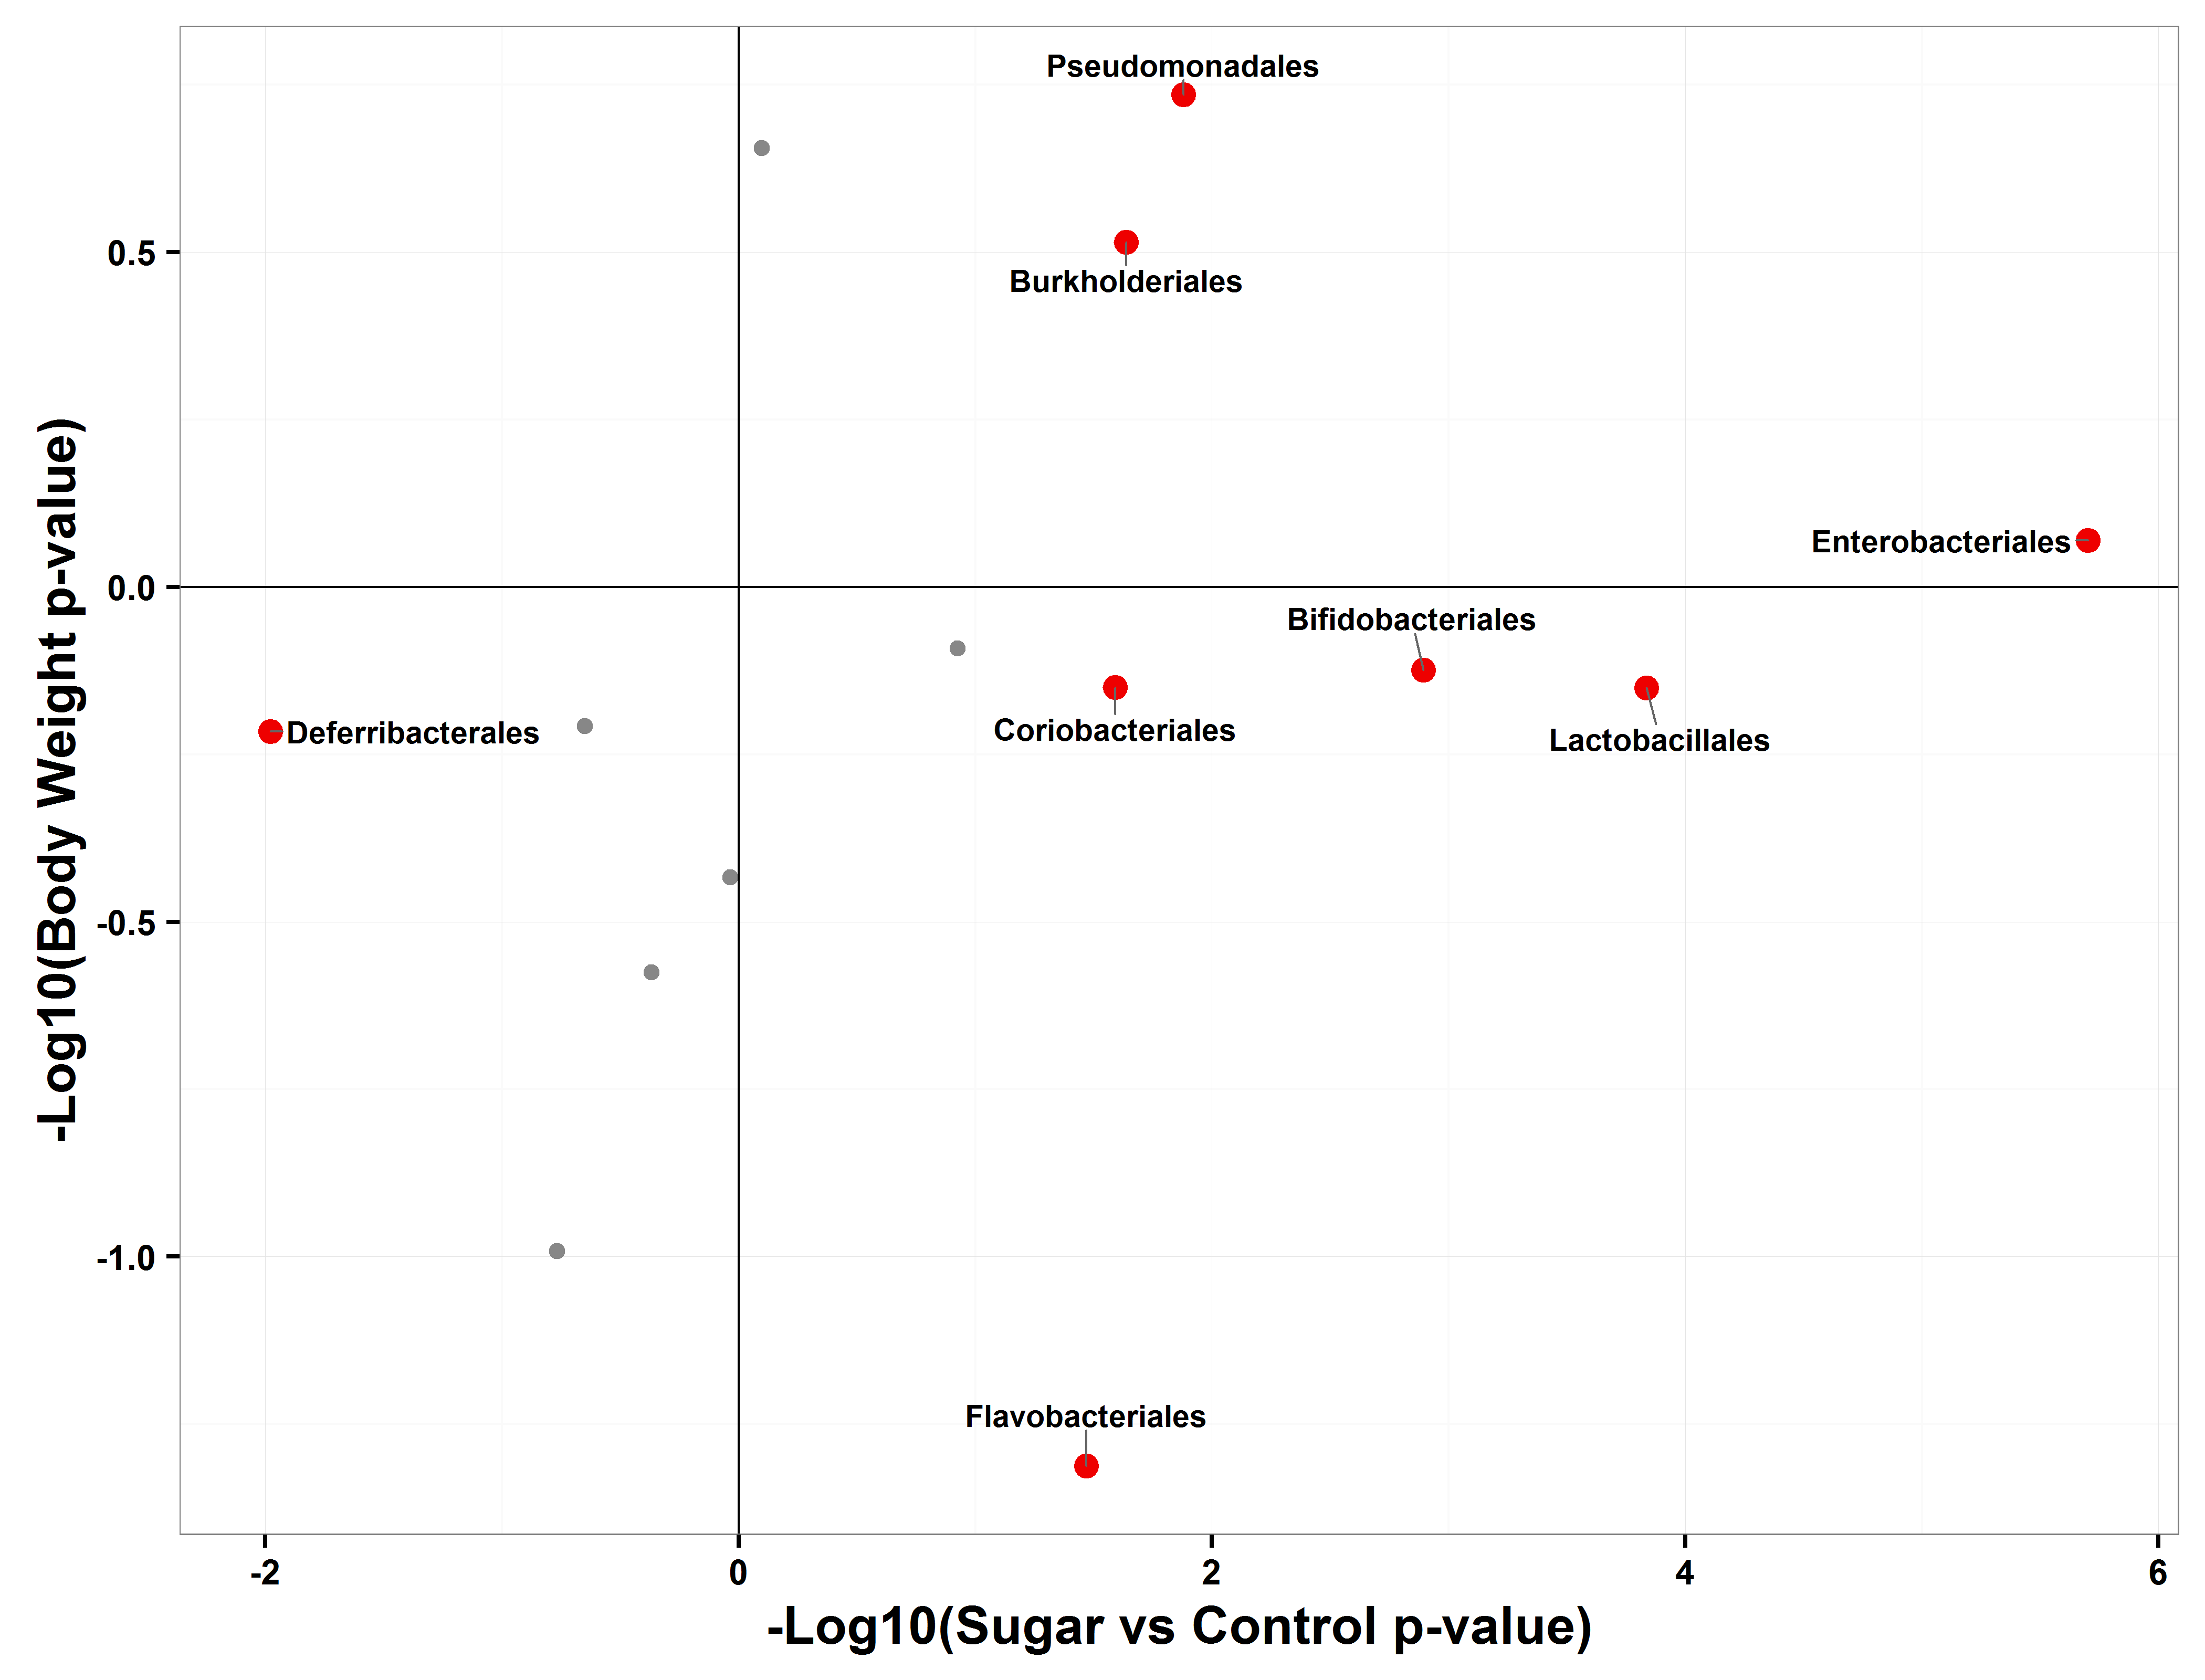 Pseudomonadales
Burkholderiales
Enterobacteriales
Bifidobacteriales
Coriobacteriales
Lactobacillales
Deferribacterales
Flavobacteriales
0.5
0.0
-0.5
-1.0
-2
0
2
4
6
-Log10(Body Weight p-value)
-Log10(Sugar vs Control p-value)